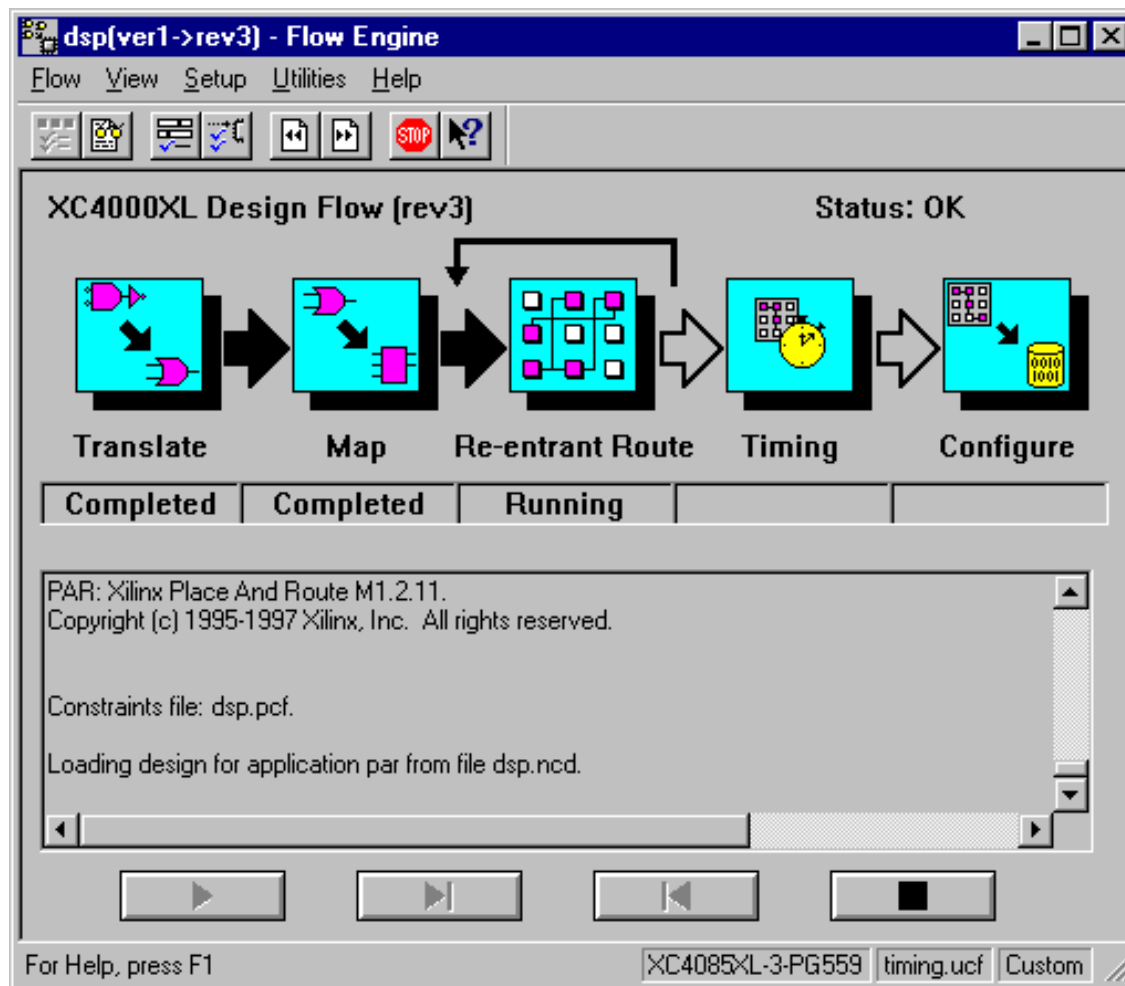 dsp(ver1->rev3) - Flow Engine
Flow View Setup Utilities Help
STOP
XC4000XL Design Flow (rev3) Status: OK
0010
1001
Translate Map Re-entrant Route Timing Configure
Completed Completed Running
PAR: Xilinx Place And Route M1.2.11.
Copyright (c) 1995-1997 Xilinx, Inc. All rights reserved.
Constraints file: dsp.pcf.
Loading design for application par from file dsp.ncd.
For Help, press F1 XC4085XL-3-PG559 timing.ucf Custom